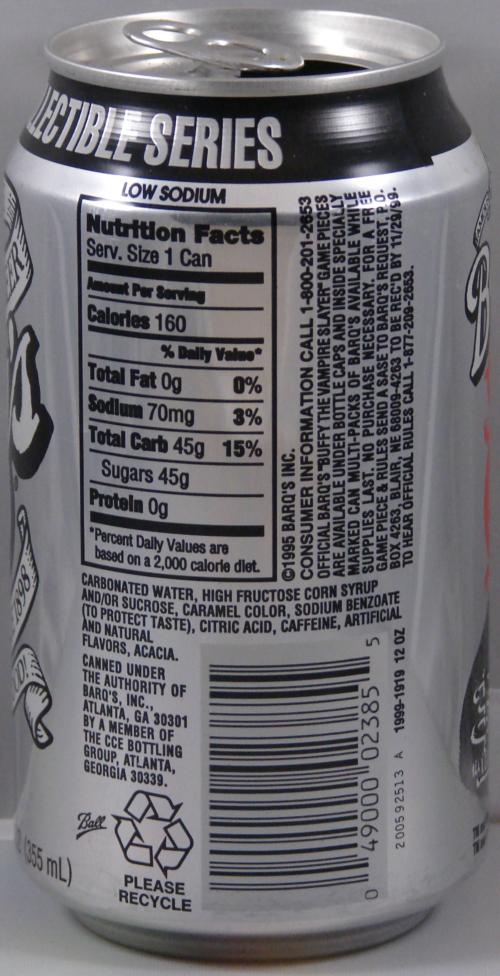 LLECTIBLE SERIES
LOW SODIUM
Nutrition Facts
Serv. Size 1 Can
Amount Per Serving
Calories 160
% Daily Value*
Total Fat 0g 0%
Sodium 70mg 3%
Total Carb 45g 15%
Sugars 45g
Protein 0g
*Percent Daily Values are
based on a 2,000 calorie diet.
©1995 BARQ'S INC.
CONSUMER INFORMATION CALL 1-800-201-2653
OFFICIAL BARQ'S "BUFFY THE VAMPIRE SLAYER" GAME PIECES
ARE AVAILABLE UNDER BOTTLE CAPS AND INSIDE SPECIALLY
MARKED CAN MULTI-PACKS OF BARQ'S AVAILABLE WHILE
SUPPLIES LAST. NO PURCHASE NECESSARY. FOR A FREE
GAME PIECE & RULES SEND A SASE TO BARQ'S REQUEST, P.O.
BOX 4263, BLAIR, NE 68009-4263 TO BE REC'D BY 11/29/99.
TO HEAR OFFICIAL RULES CALL 1-877-209-2653.
CARBONATED WATER, HIGH FRUCTOSE CORN SYRUP
AND/OR SUCROSE, CARAMEL COLOR, SODIUM BENZOATE
(TO PROTECT TASTE), CITRIC ACID, CAFFEINE, ARTIFICIAL
AND NATURAL
FLAVORS, ACACIA.
CANNED UNDER
THE AUTHORITY OF
BARQ'S, INC.,
ATLANTA, GA 30301
BY A MEMBER OF
THE CCE BOTTLING
GROUP, ATLANTA,
GEORGIA 30339.
Ball
PLEASE
RECYCLE
0 49000 02385 5
200592513 A 1999-1919 12 OZ
1898
(355 mL)